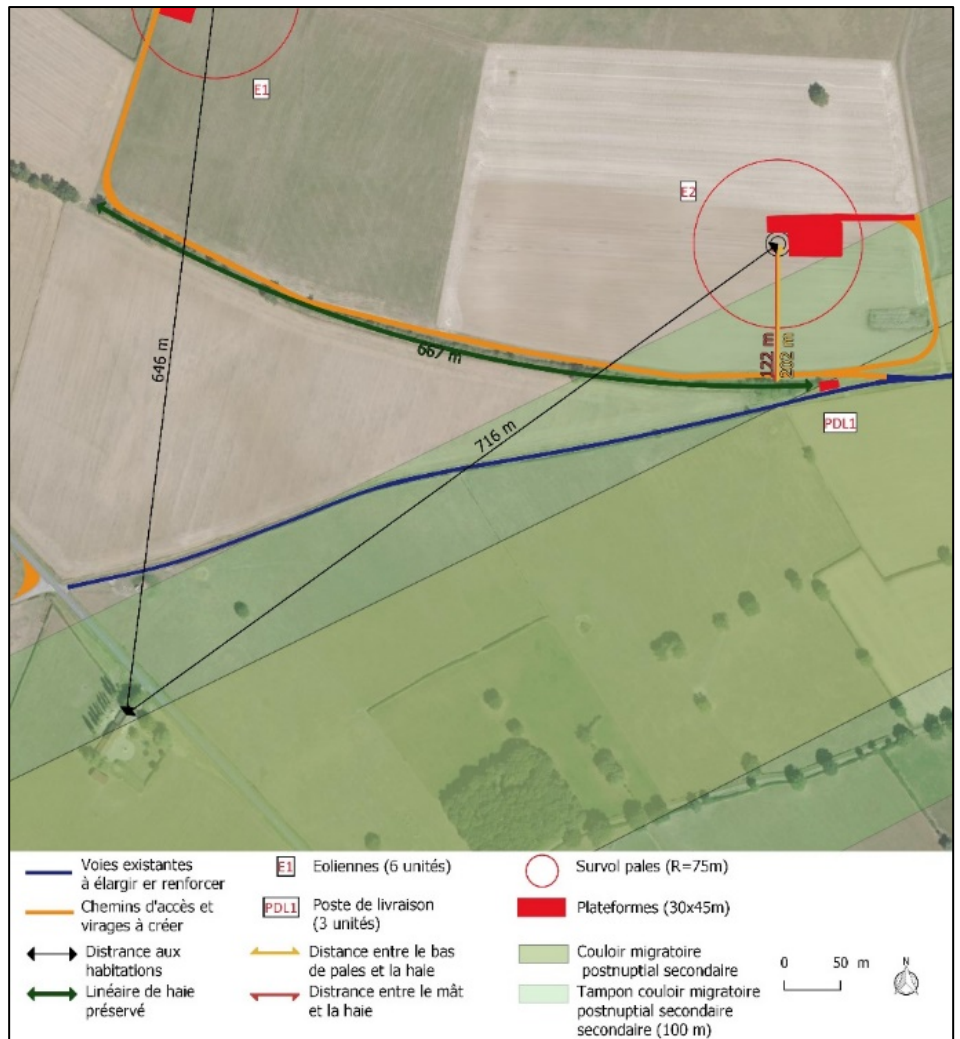 E1
E2
646 m
667 m
122 m
202 m
716 m
PDL1
Voies existantes
à élargir er renforcer
Chemins d'accès et
virages à créer
Distance aux
habitations
Linéaire de haie
préservé
E1 Eoliennes (6 unités)
PDL1 Poste de livraison
(3 unités)
Distance entre le bas
de pales et la haie
Distance entre le mât
et la haie
Survol pales (R=75m)
Plateformes (30x45m)
Couloir migratoire
postnuptial secondaire
Tampon couloir migratoire
postnuptial secondaire
secondaire (100 m)
0 50 m
N